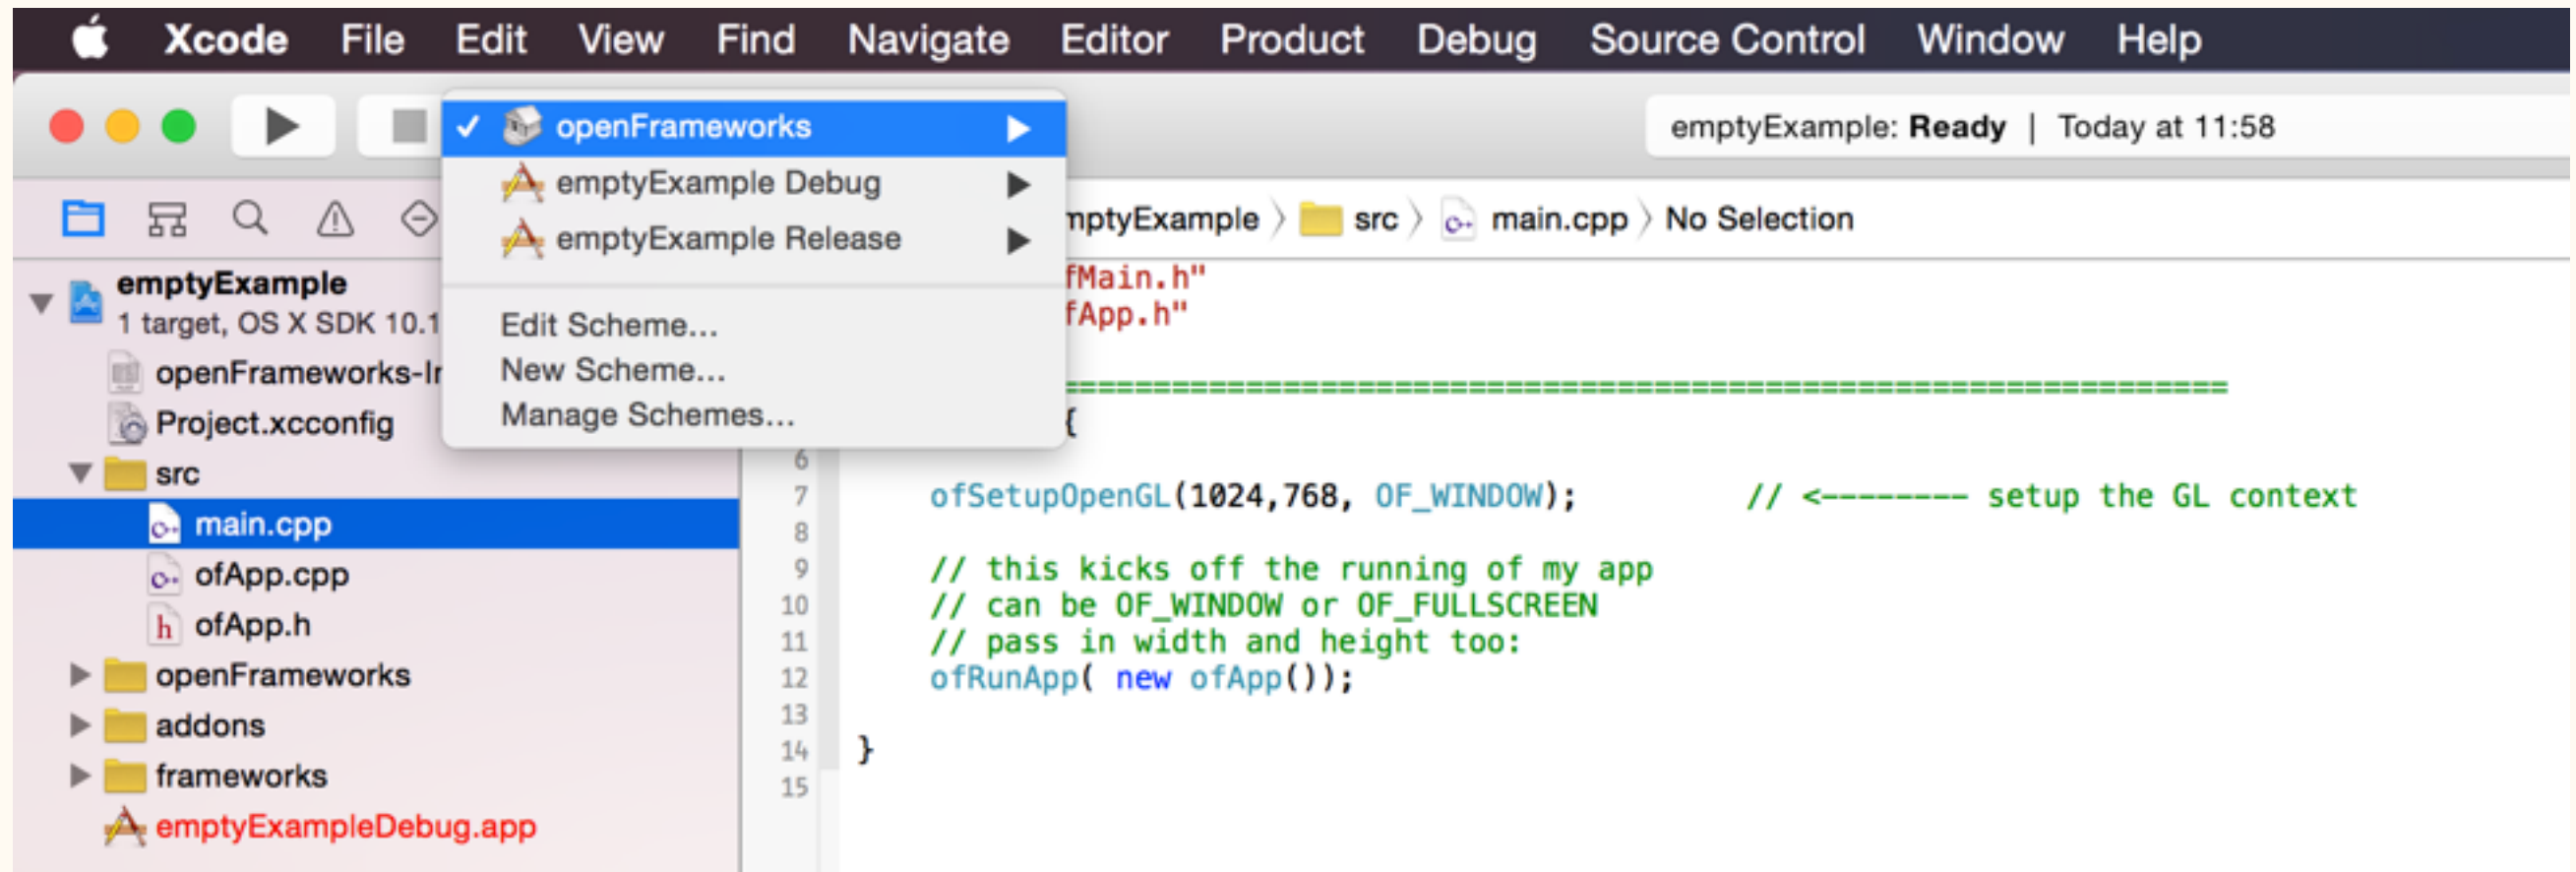 Xcode File Edit View Find Navigate Editor Product Debug Source Control Window Help
openFrameworks
emptyExample: Ready | Today at 11:58
emptyExample Debug
emptyExample Release
mptyExample src main.cpp No Selection
Edit Scheme...
New Scheme...
Manage Schemes...
emptyExample
1 target, OS X SDK 10.1
openFrameworks-Ir
Project.xcconfig
src
main.cpp
ofApp.cpp
ofApp.h
openFrameworks
addons
frameworks
emptyExampleDebug.app
fMain.h"
fApp.h"
==============================================================
{
6
7 ofSetupOpenGL(1024,768, OF_WINDOW); // <-------- setup the GL context
8
9 // this kicks off the running of my app
10 // can be OF_WINDOW or OF_FULLSCREEN
11 // pass in width and height too:
12 ofRunApp( new ofApp());
13
14 }
15